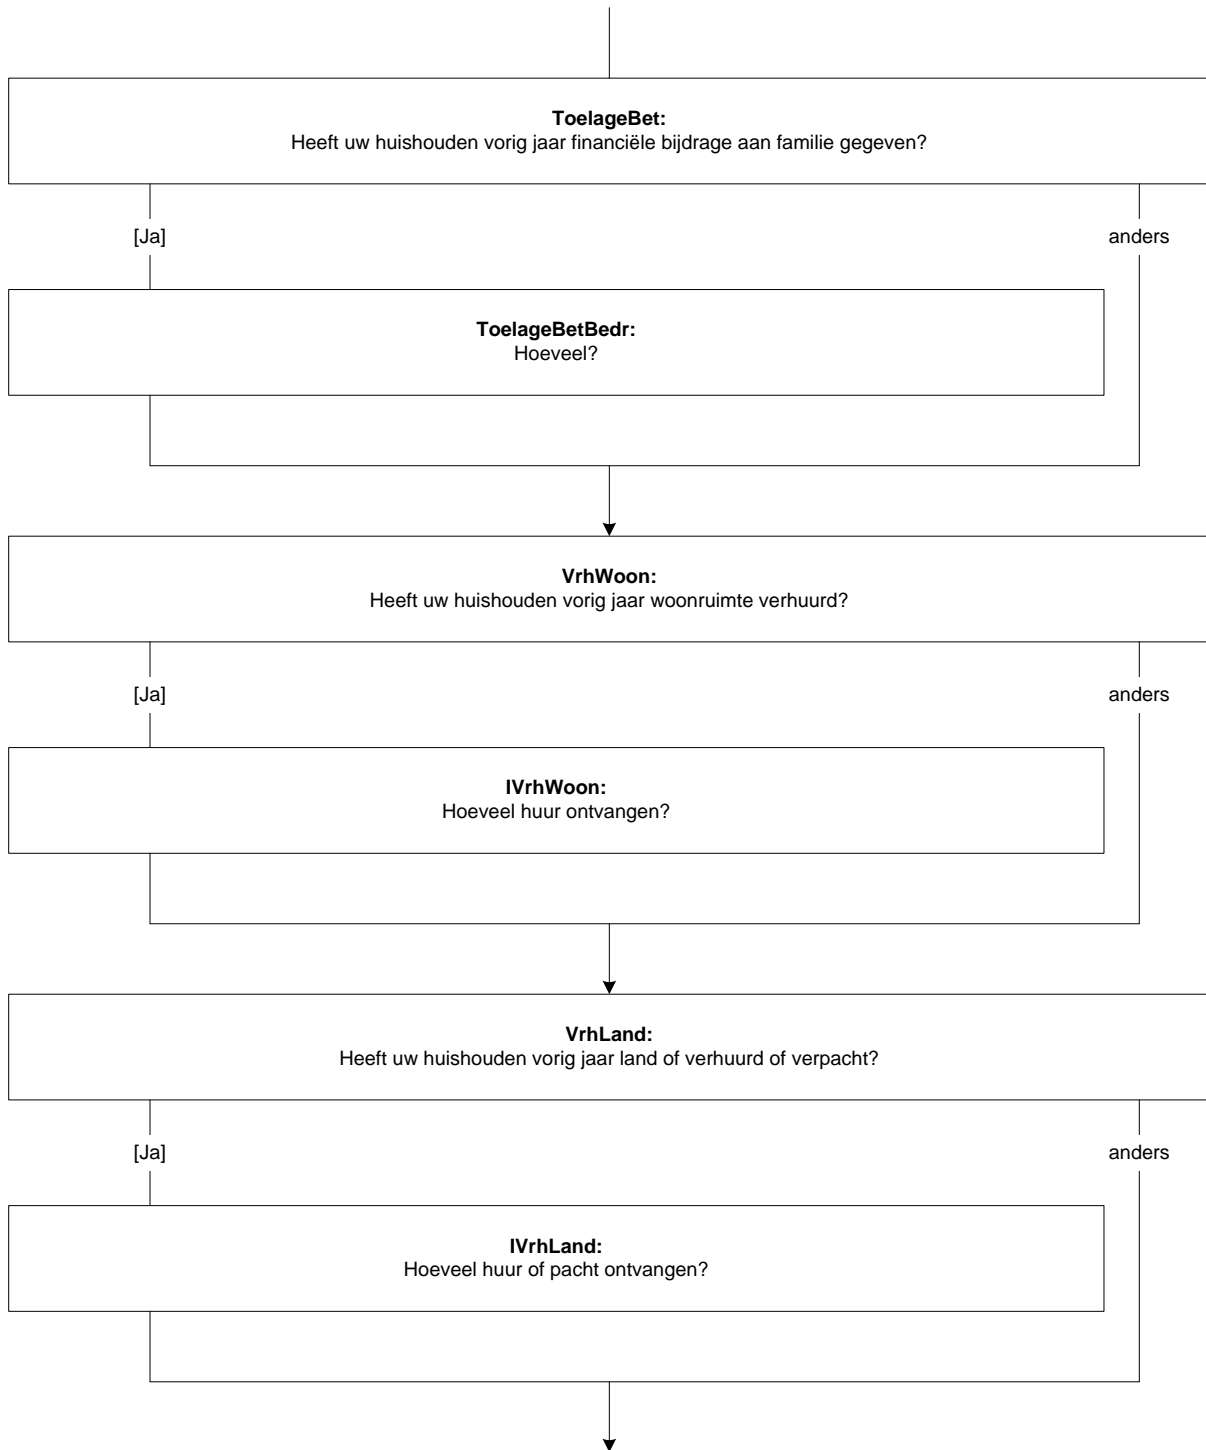 ToelageBet:
Heeft uw huishouden vorig jaar financiële bijdrage aan familie gegeven?
[Ja]
anders
ToelageBetBedr:
Hoeveel?
VrhWoon:
Heeft uw huishouden vorig jaar woonruimte verhuurd?
[Ja]
anders
IVrhWoon:
Hoeveel huur ontvangen?
VrhLand:
Heeft uw huishouden vorig jaar land of verhuurd of verpacht?
[Ja]
anders
IVrhLand:
Hoeveel huur of pacht ontvangen?